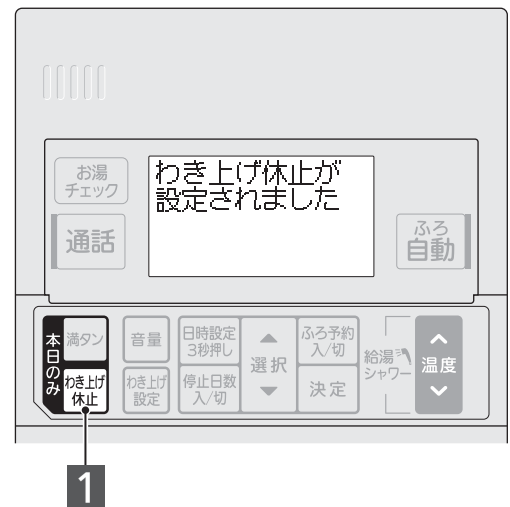 お湯
チェック
通話
わき上げ休止が
設定されました
ふろ
自動
本日のみ
満タン
わき上げ
休止
音量
わき上げ
設定
日時設定
3秒押し
停止日数
入/切
選択
ふろ予約
入/切
決定
給湯
シャワー
温度
1